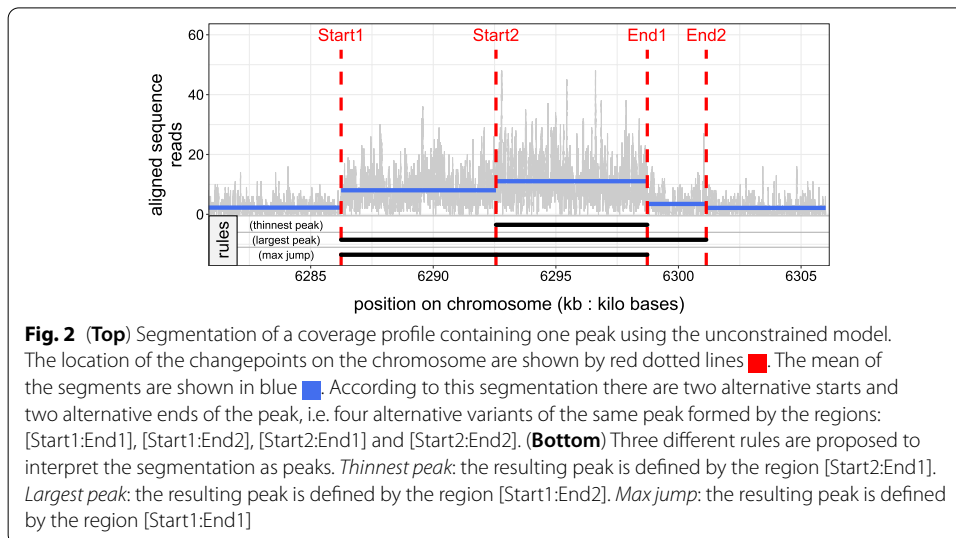 Start1 Start2 End1 End2
60
40
20
0
aligned sequence
reads
rules
(thinnest peak)
(largest peak)
(max jump)
6285 6290 6295 6300 6305
position on chromosome (kb : kilo bases)
Fig. 2 (Top) Segmentation of a coverage profile containing one peak using the unconstrained model.
The location of the changepoints on the chromosome are shown by red dotted lines . The mean of
the segments are shown in blue . According to this segmentation there are two alternative starts and
two alternative ends of the peak, i.e. four alternative variants of the same peak formed by the regions:
[Start1:End1], [Start1:End2], [Start2:End1] and [Start2:End2]. (Bottom) Three different rules are proposed to
interpret the segmentation as peaks. Thinnest peak: the resulting peak is defined by the region [Start2:End1].
Largest peak: the resulting peak is defined by the region [Start1:End2]. Max jump: the resulting peak is defined
by the region [Start1:End1]